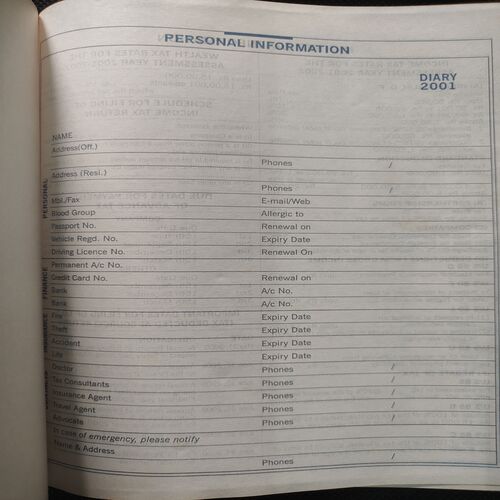 PERSONAL INFORMATION
DIARY
2001
NAME
Address(Off.)
Phones /
Address (Resi.)
Phones /
Mbl./Fax E-mail/Web
Blood Group Allergic to
Passport No. Renewal on
Vehicle Regd. No. Expiry Date
Driving Licence No. Renewal On
Permanent A/c No.
Credit Card No. Renewal on
Bank A/c No.
Bank A/c No.
Fire Expiry Date
Theft Expiry Date
Accident Expiry Date
Life Expiry Date
Doctor Phones /
Tax Consultants Phones /
Insurance Agent Phones /
Travel Agent Phones /
Advocate Phones /
In case of emergency, please notify
Name & Address
Phones /
PERSONAL
FINANCE
INSURANCE